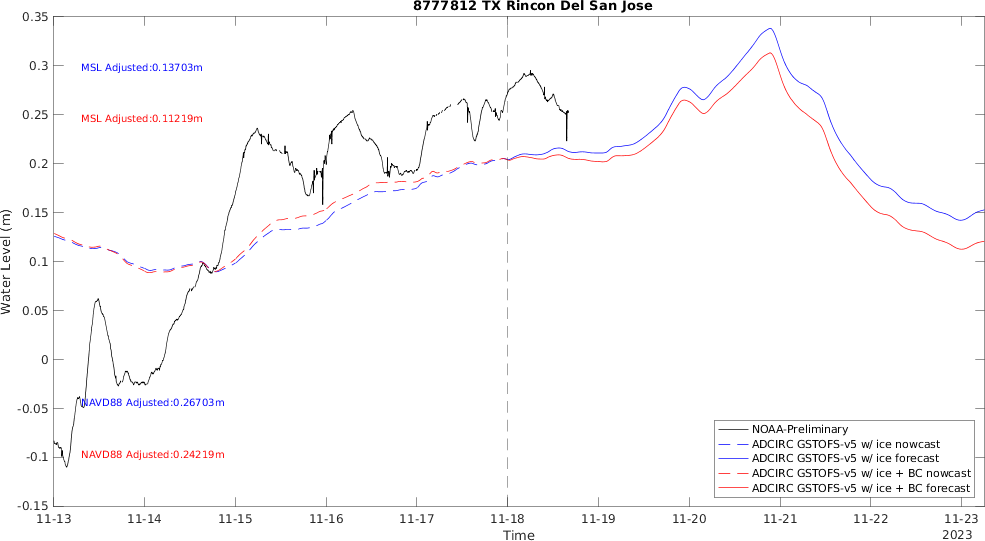 8777812 TX Rincon Del San Jose
0.35
0.3
0.25
0.2
0.15
0.1
0.05
0
-0.05
-0.1
-0.15
Water Level (m)
MSL Adjusted:0.13703m
MSL Adjusted:0.11219m
NAVD88 Adjusted:0.26703m
NAVD88 Adjusted:0.24219m
NOAA-Preliminary
ADCIRC GSTOFS-v5 w/ ice nowcast
ADCIRC GSTOFS-v5 w/ ice forecast
ADCIRC GSTOFS-v5 w/ ice + BC nowcast
ADCIRC GSTOFS-v5 w/ ice + BC forecast
11-13 11-14 11-15 11-16 11-17 11-18 11-19 11-20 11-21 11-22 11-23
Time
2023